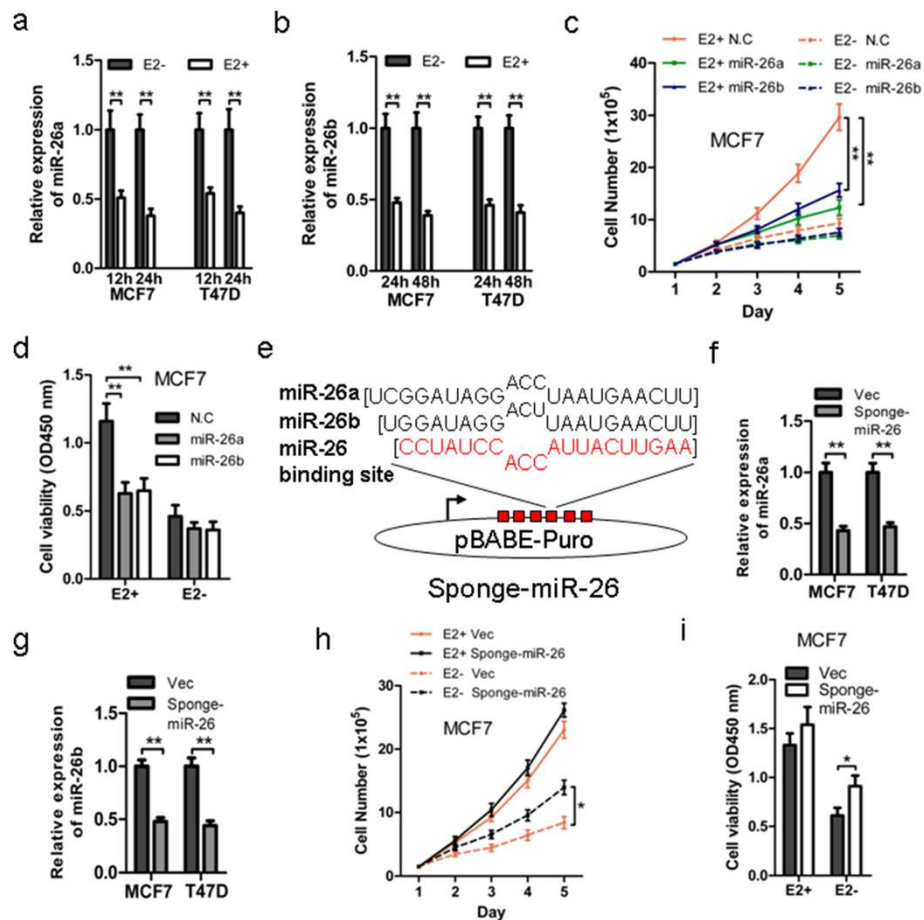 a
E2- E2+
Relative expression of miR-26a
1.5
1.0
0.5
0.0
** ** ** **
12h 24h 12h 24h
MCF7 T47D
b
E2- E2+
Relative expression of miR-26b
1.5
1.0
0.5
0.0
** ** ** **
24h 48h 24h 48h
MCF7 T47D
c
E2+ N.C E2- N.C
E2+ miR-26a E2- miR-26a
E2+ miR-26b E2- miR-26b
MCF7
Cell Number (1x10⁵)
40
30
20
10
0
** **
1 2 3 4 5
Day
d
MCF7
Cell viability (OD450 nm)
1.5
1.0
0.5
0.0
**
**
N.C
miR-26a
miR-26b
E2+ E2-
e
miR-26a [UCGGAUAGG ACC UAAUGAACUU]
miR-26b [UGGAUAGG ACU UAAUGAACUU]
miR-26 [CCUAUCC ACC AUUACUUGAA]
binding site
pBABE-Puro
Sponge-miR-26
f
Vec
Sponge-miR-26
Relative expression of miR-26a
1.5
1.0
0.5
0.0
** **
MCF7 T47D
g
Vec
Sponge-miR-26
Relative expression of miR-26b
1.5
1.0
0.5
0.0
** **
MCF7 T47D
h
E2+ Vec
E2+ Sponge-miR-26
E2- Vec
E2- Sponge-miR-26
MCF7
Cell Number (1x10⁵)
30
20
10
0
*
1 2 3 4 5
Day
i
MCF7
Vec
Sponge-miR-26
Cell viability (OD450 nm)
2.0
1.5
1.0
0.5
0.0
*
E2+ E2-